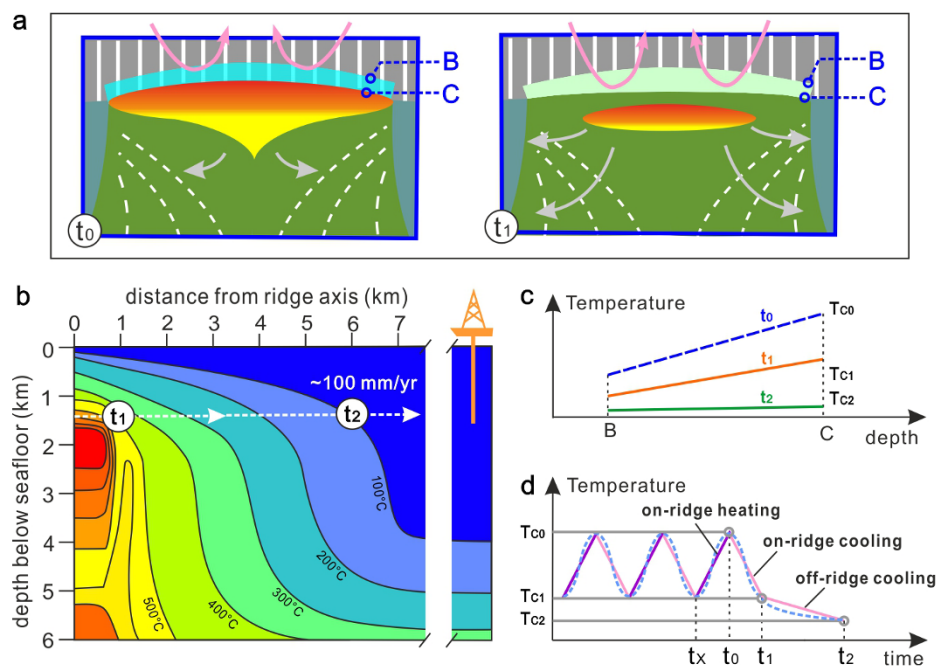 a
B
C
t0
B
C
t1
b
distance from ridge axis (km)
0 1 2 3 4 5 6 7
depth below seafloor (km)
0
1
2
3
4
5
6
~100 mm/yr
t1
t2
100°C
200°C
300°C
400°C
500°C
c
Temperature
t0
TC0
t1
TC1
t2
TC2
B
C
depth
d
Temperature
on-ridge heating
TC0
on-ridge cooling
off-ridge cooling
TC1
TC2
tX
t0
t1
t2
time